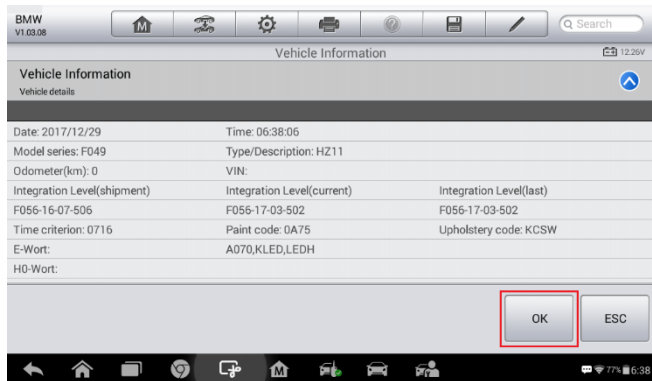 BMW
V1.03.08
Search
Vehicle Information
12.26V
Vehicle Information
Vehicle details
Date: 2017/12/29 Time: 06:38:06
Model series: F049 Type/Description: HZ11
Odometer(km): 0 VIN:
Integration Level(shipment) Integration Level(current) Integration Level(last)
F056-16-07-506 F056-17-03-502 F056-17-03-502
Time criterion: 0716 Paint code: 0A75 Upholstery code: KCSW
E-Wort: A070,KLED,LEDH
H0-Wort:
OK ESC
77% 6:38